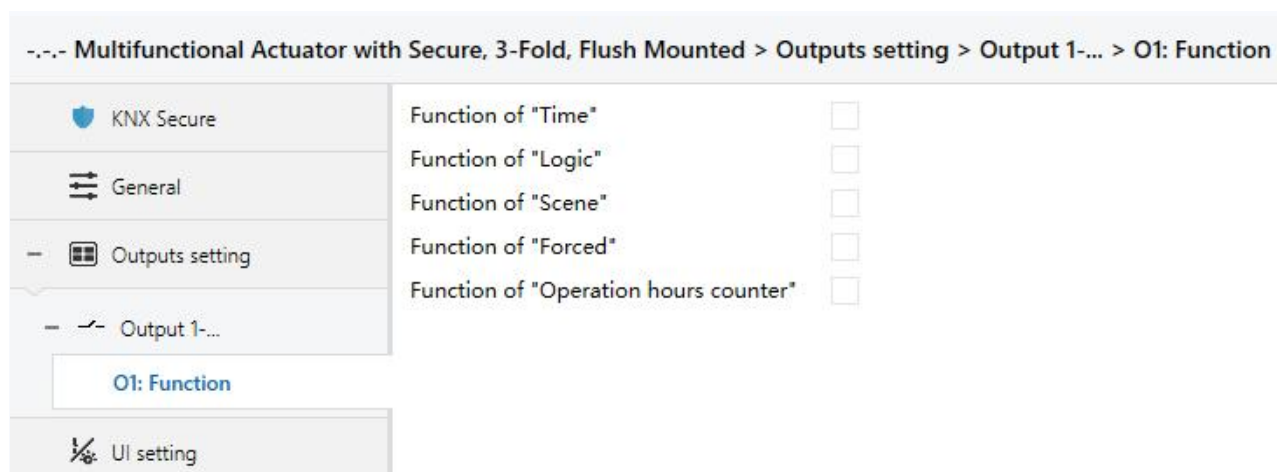 -.-.- Multifunctional Actuator with Secure, 3-Fold, Flush Mounted > Outputs setting > Output 1-... > O1: Function
KNX Secure
General
Outputs setting
Output 1-...
O1: Function
UI setting
Function of "Time"
Function of "Logic"
Function of "Scene"
Function of "Forced"
Function of "Operation hours counter"